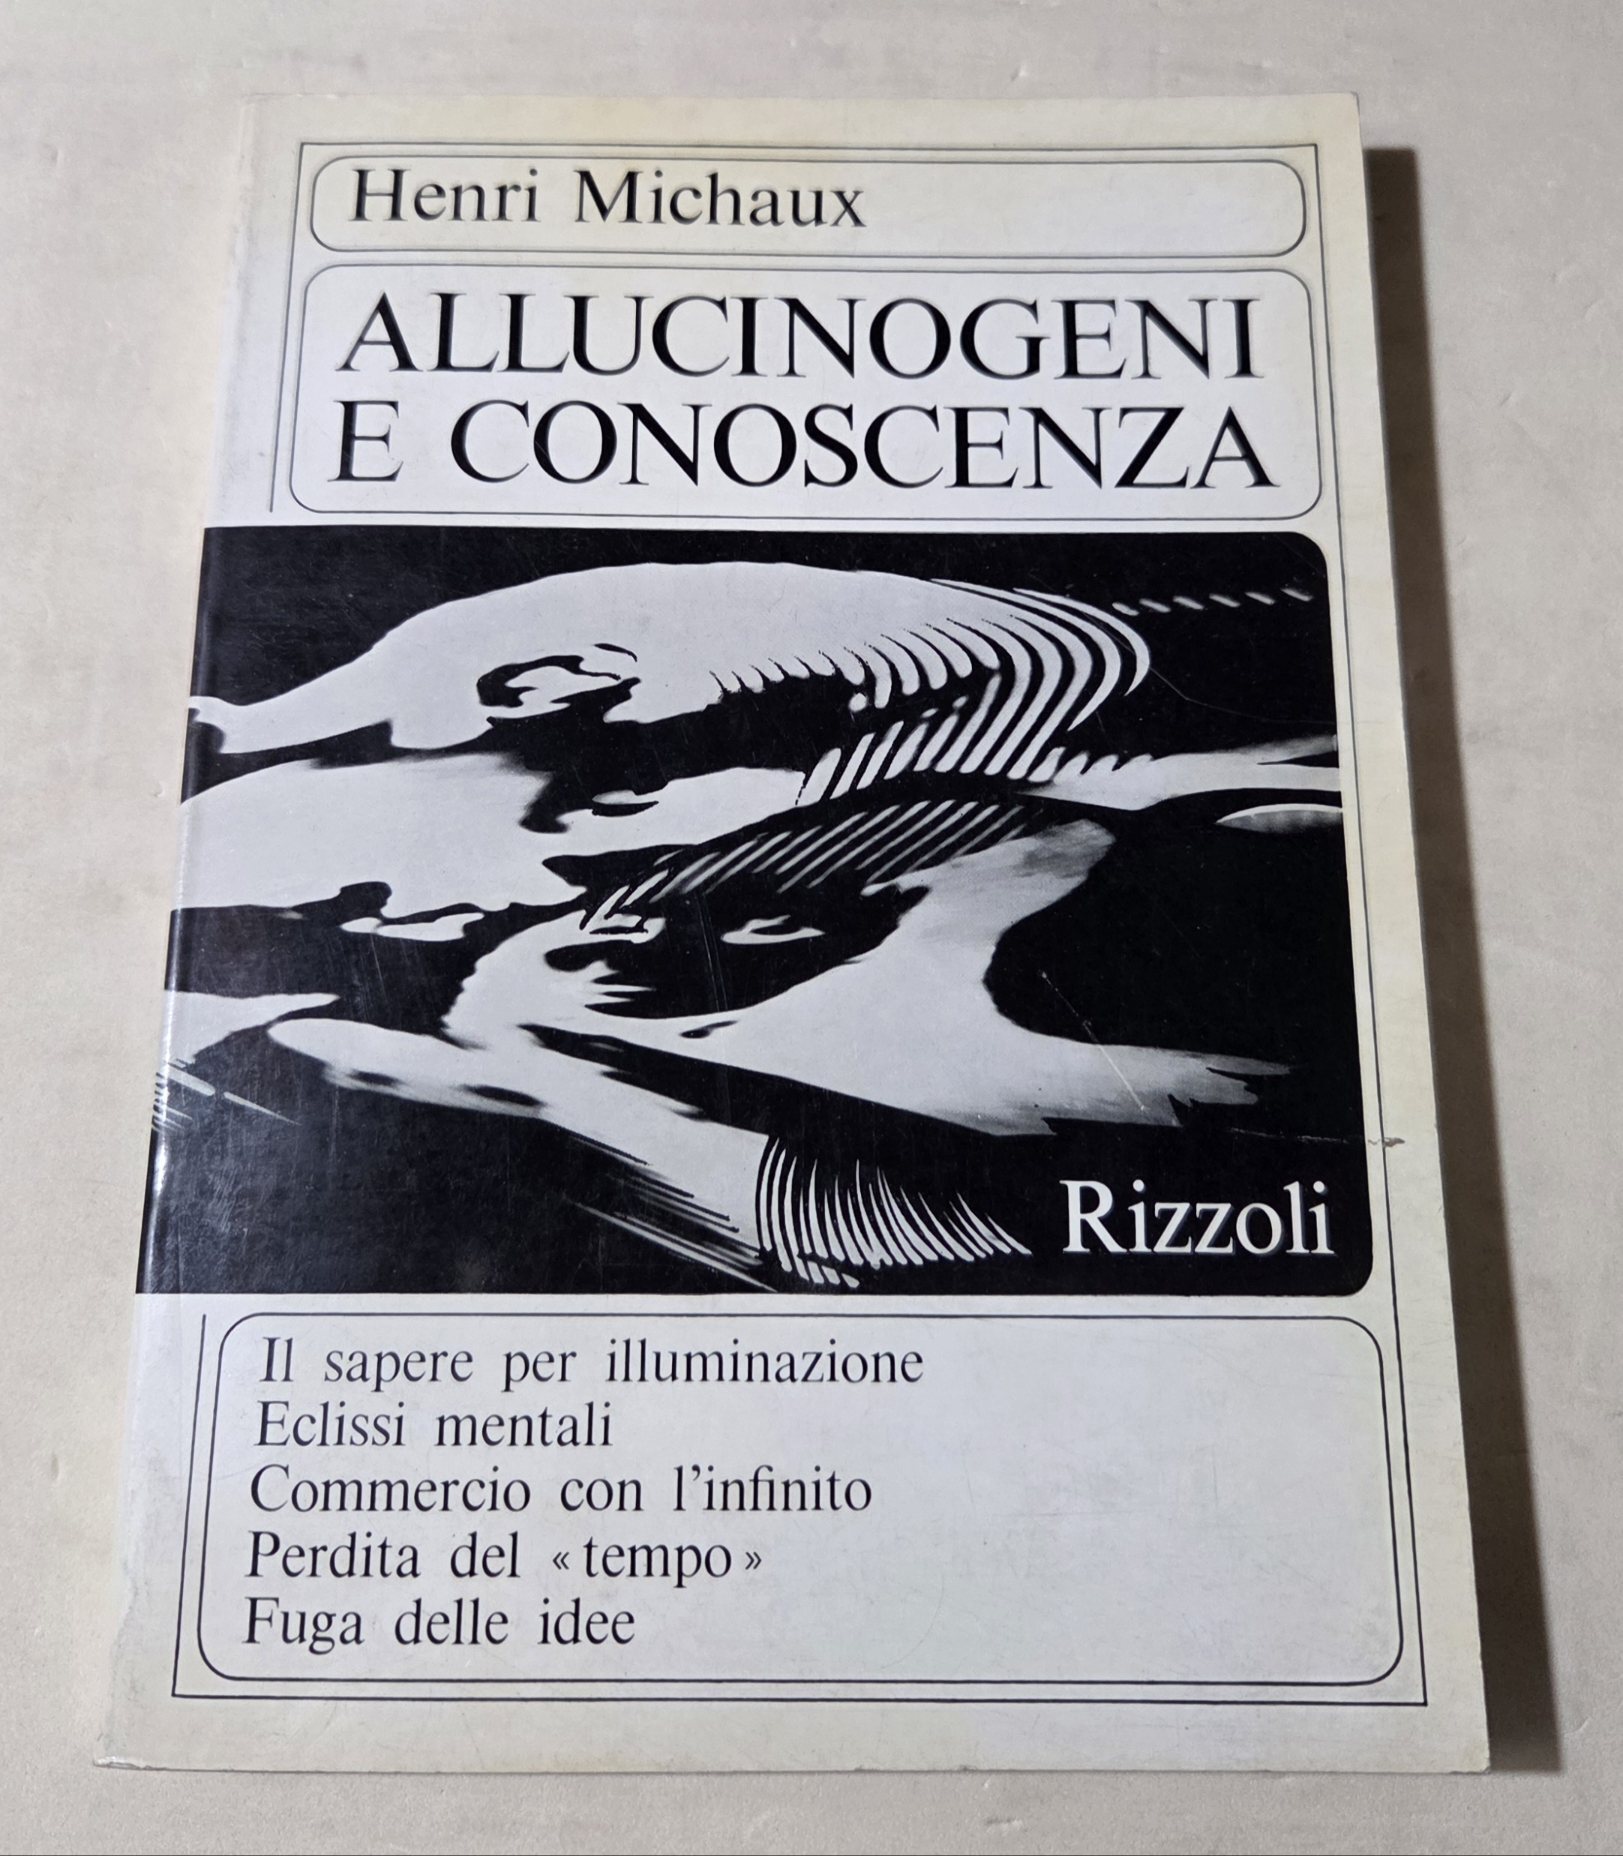 Henri Michaux
ALLUCINOGENI
E CONOSCENZA
Rizzoli
Il sapere per illuminazione
Eclissi mentali
Commercio con l'infinito
Perdita del « tempo »
Fuga delle idee